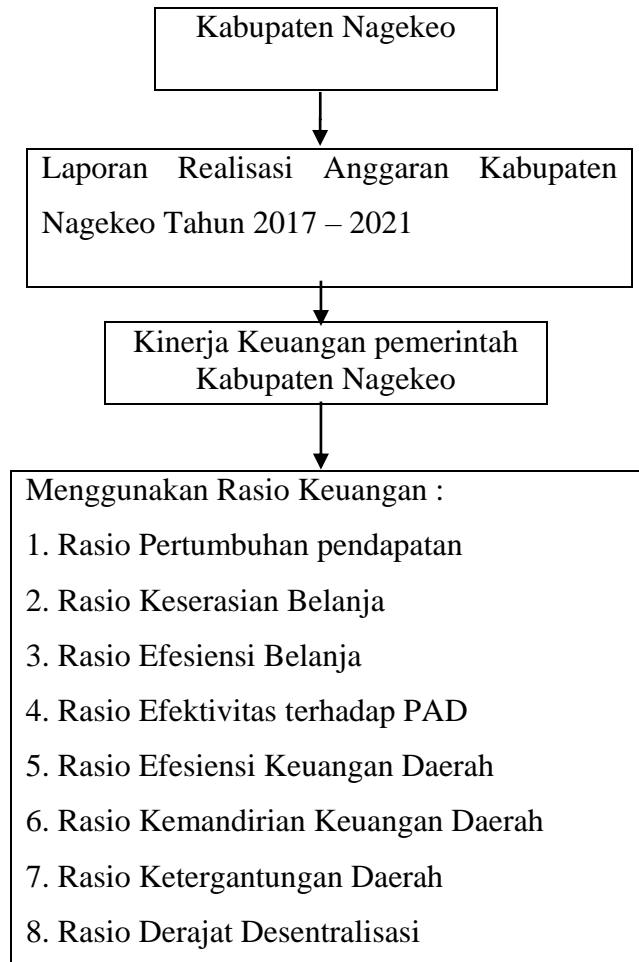 Kabupaten Nagekeo
Laporan Realisasi Anggaran Kabupaten
Nagekeo Tahun 2017 – 2021
Kinerja Keuangan pemerintah
Kabupaten Nagekeo
Menggunakan Rasio Keuangan :
1. Rasio Pertumbuhan pendapatan
2. Rasio Keserasian Belanja
3. Rasio Efesiensi Belanja
4. Rasio Efektivitas terhadap PAD
5. Rasio Efesiensi Keuangan Daerah
6. Rasio Kemandirian Keuangan Daerah
7. Rasio Ketergantungan Daerah
8. Rasio Derajat Desentralisasi